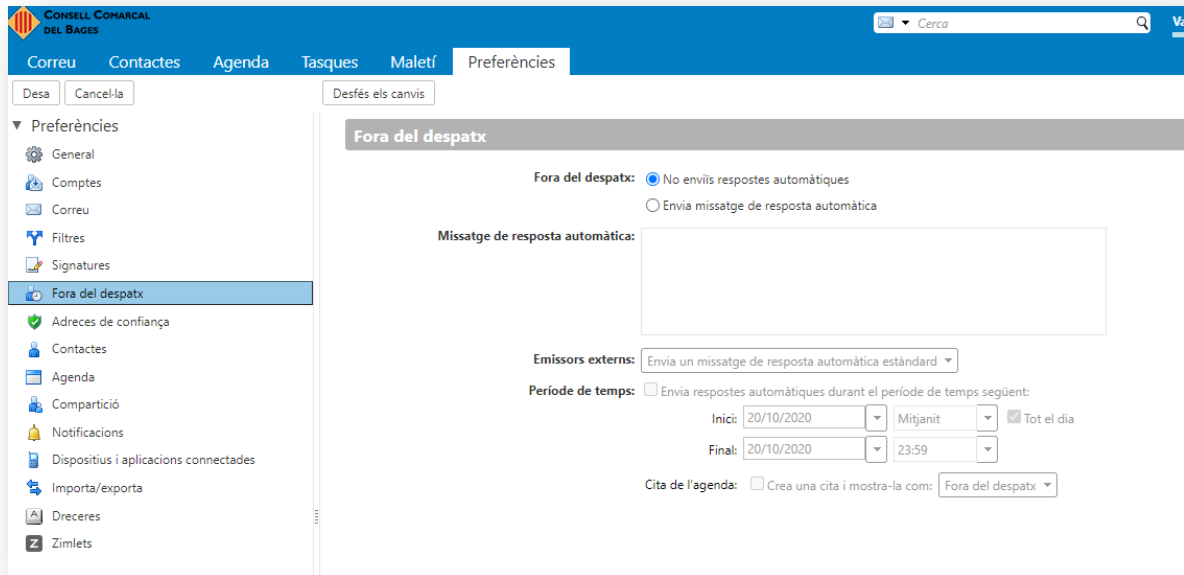 CONSELL COMARCAL
DEL BAGES
Cerca
Correu Contactes Agenda Tasques Maletí Preferències
Desa Cancel·la Desfés els canvis
Preferències
General
Comptes
Correu
Filtres
Signatures
Fora del despatx
Adreces de confiança
Contactes
Agenda
Compartició
Notificacions
Dispositius i aplicacions connectades
Importa/exporta
A Dreceres
Z Zimlets
Fora del despatx
Fora del despatx: No enviïs respostes automàtiques
Envia missatge de resposta automàtica
Missatge de resposta automàtica:
Emissors externs: Envia un missatge de resposta automàtica estàndard
Període de temps: Envia respostes automàtiques durant el període de temps següent:
Inici: 20/10/2020 Mitjanit Tot el dia
Final: 20/10/2020 23:59
Cita de l'agenda: Crea una cita i mostra-la com: Fora del despatx